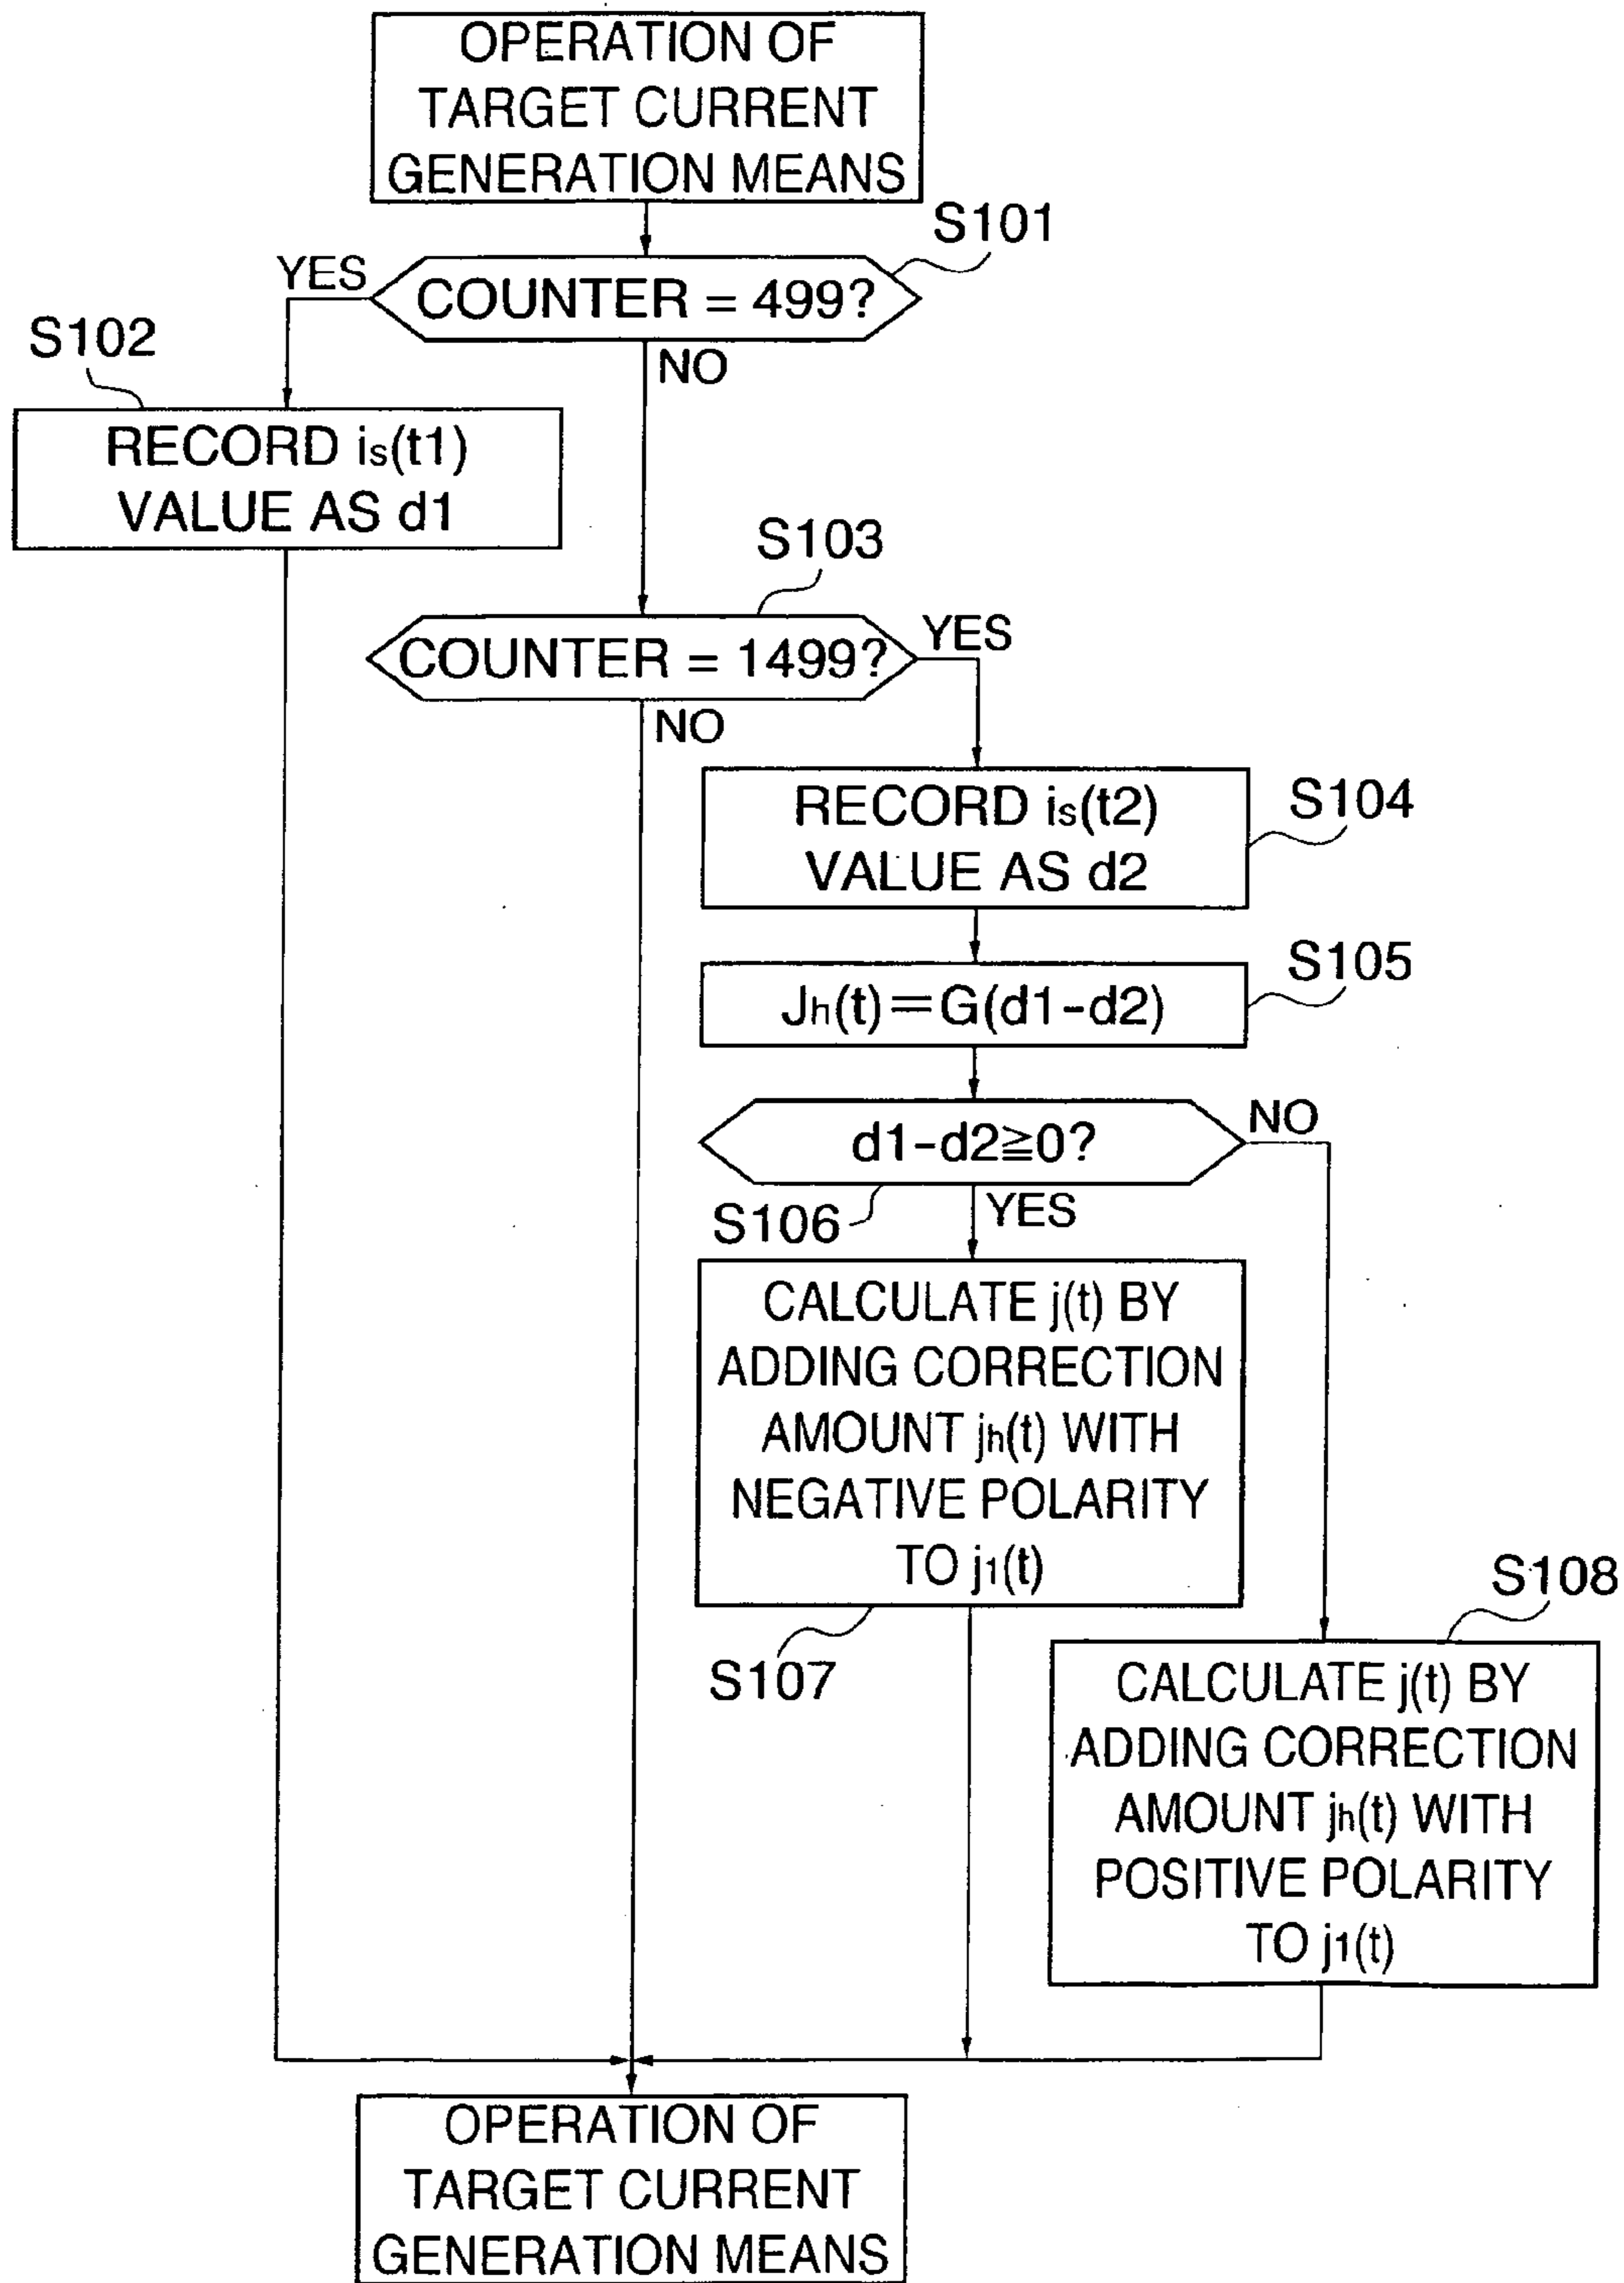 OPERATION OF
TARGET CURRENT
GENERATION MEANS
S101
YES
COUNTER = 499?
S102
NO
RECORD is(t1)
VALUE AS d1
S103
YES
COUNTER = 1499?
NO
RECORD is(t2)
VALUE AS d2
S104
S105
Jh(t)=G(d1-d2)
NO
d1-d2≧0?
S106
YES
CALCULATE j(t) BY
ADDING CORRECTION
AMOUNT jh(t) WITH
NEGATIVE POLARITY
TO j1(t)
S107
S108
CALCULATE j(t) BY
ADDING CORRECTION
AMOUNT jh(t) WITH
POSITIVE POLARITY
TO j1(t)
OPERATION OF
TARGET CURRENT
GENERATION MEANS